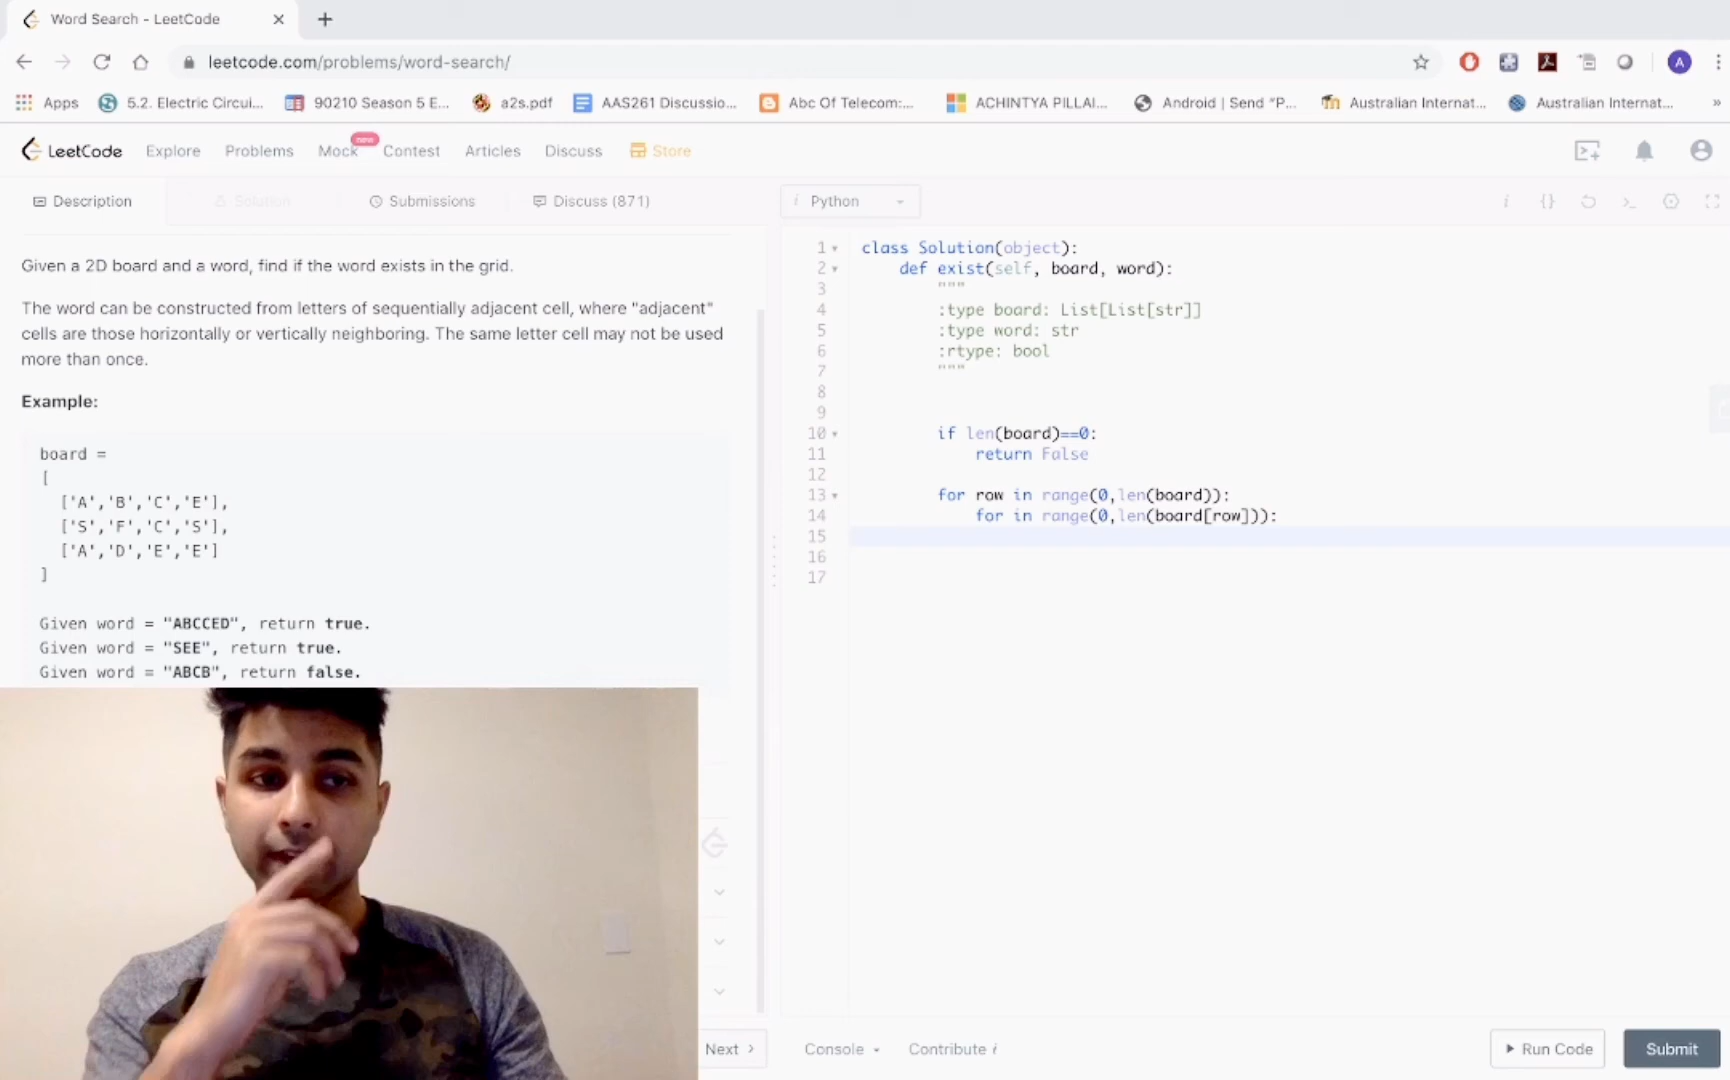 Word Search - LeetCode
leetcode.com/problems/word-search/
A
Apps 5.2. Electric Circui... 90210 Season 5 E... a2s.pdf AAS261 Discussio... Abc Of Telecom:... ACHINTYA PILLAI... Android | Send “P... Australian Internat... Australian Internat... »
LeetCode Explore Problems Mock new Contest Articles Discuss Store
Description Solution Submissions Discuss (871)
i Python
Given a 2D board and a word, find if the word exists in the grid.
The word can be constructed from letters of sequentially adjacent cell, where "adjacent"
cells are those horizontally or vertically neighboring. The same letter cell may not be used
more than once.
Example:
board =
[
['A','B','C','E'],
['S','F','C','S'],
['A','D','E','E']
]
Given word = "ABCCED", return true.
Given word = "SEE", return true.
Given word = "ABCB", return false.
1 class Solution(object):
2 def exist(self, board, word):
3 """
4 :type board: List[List[str]]
5 :type word: str
6 :rtype: bool
7 """
8
9
10 if len(board)==0:
11 return False
12
13 for row in range(0,len(board)):
14 for in range(0,len(board[row])):
15
16
17
Next >
Console
Contribute i
Run Code
Submit